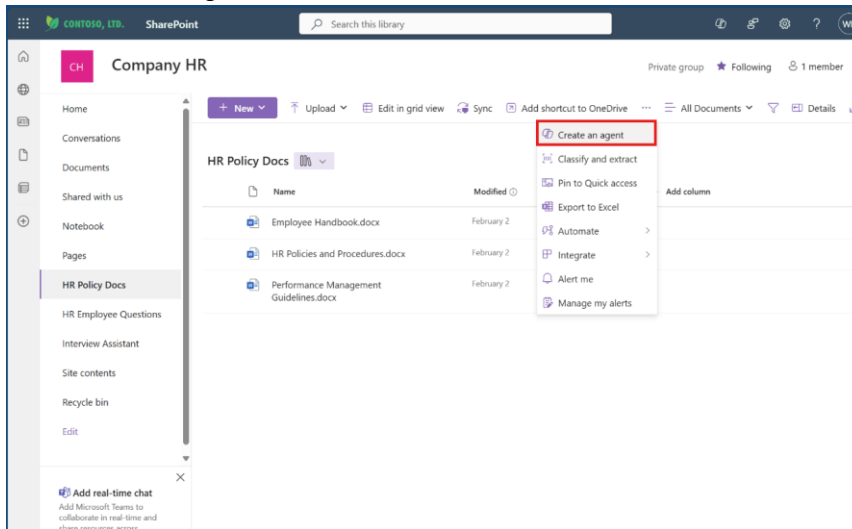 CONTOSO, LTD. SharePoint Search this library ?
CH Company HR Private group Following 1 member
+ New Upload Edit in grid view Sync Add shortcut to OneDrive ... All Documents Details
Home
Conversations
Documents
Shared with us
Notebook
Pages
HR Policy Docs
HR Employee Questions
Interview Assistant
Site contents
Recycle bin
Edit
Add real-time chat
Add Microsoft Teams to
collaborate in real-time and
share resources across
HR Policy Docs
Name Modified Add column
Employee Handbook.docx February 2
HR Policies and Procedures.docx February 2
Performance Management
Guidelines.docx
February 2
Create an agent
Classify and extract
Pin to Quick access
Export to Excel
Automate
Integrate
Alert me
Manage my alerts